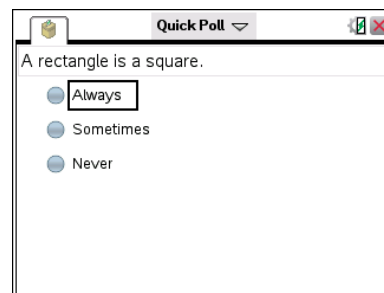 Quick Poll
A rectangle is a square.
Always
Sometimes
Never